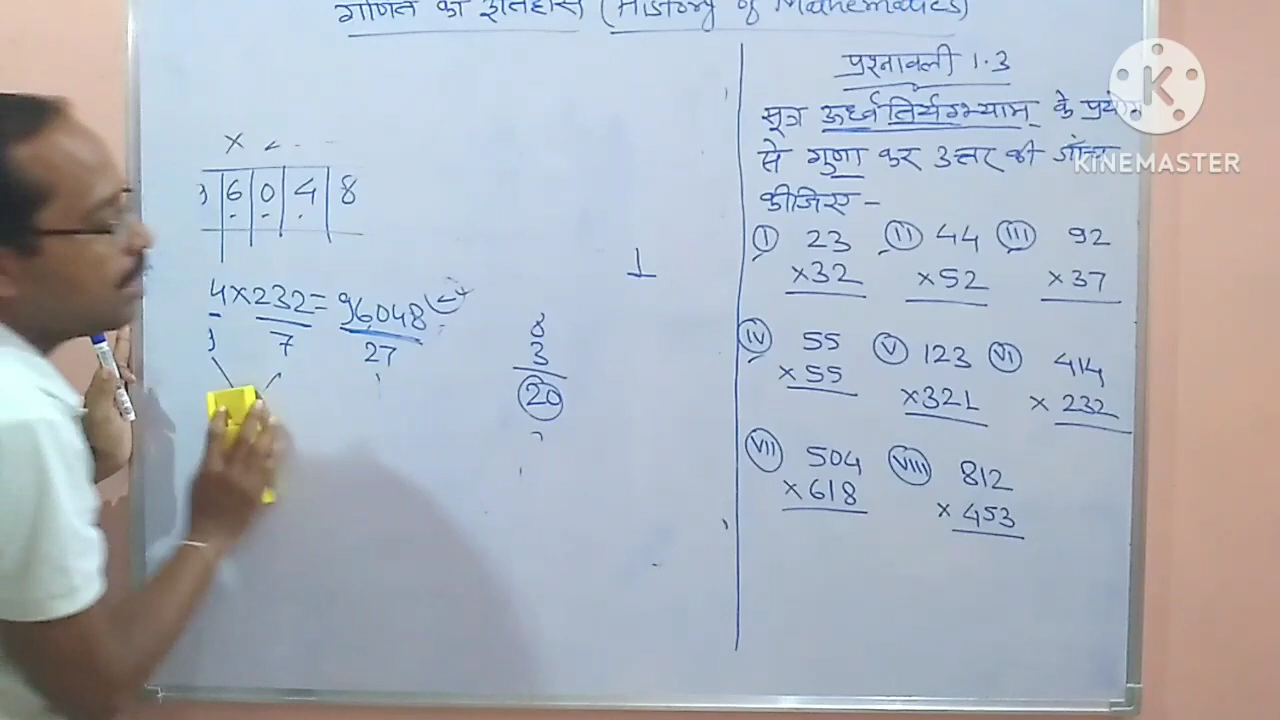 गणित का इतिहास (History of Mathematics)
6 0 4 8
4×232=96048
7
27
8
3
20
प्रश्नावली 1.3
सूत्र ऊर्ध्वतिर्यग्भ्याम् के प्रयोग
से गुणा कर उत्तर की जाँच
कीजिए -
(I) 23 (II) 44 (III) 92
×32 ×52 ×37
(IV) 55 (V) 123 (VI) 414
×55 ×321 ×232
(VII) 504 (VIII) 812
×618 ×453
K
KINEMASTER